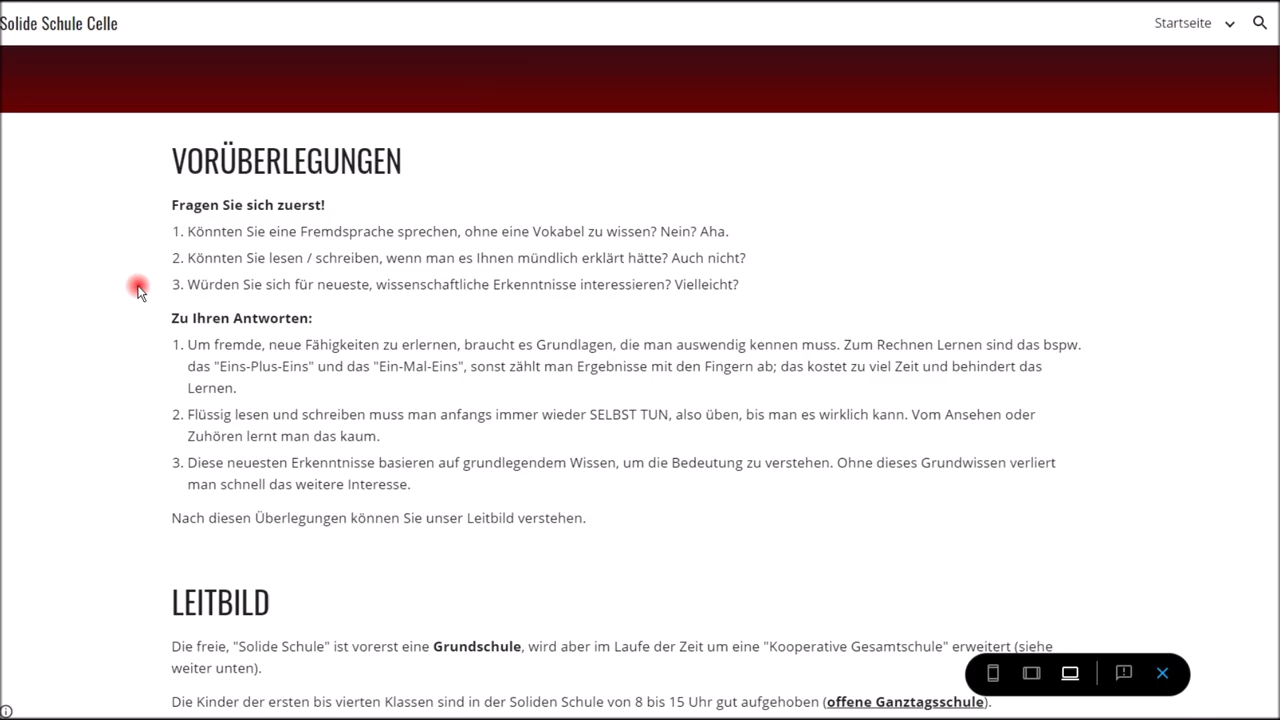 Solide Schule Celle
Startseite
VORÜBERLEGUNGEN
Fragen Sie sich zuerst!
1. Könnten Sie eine Fremdsprache sprechen, ohne eine Vokabel zu wissen? Nein? Aha.
2. Könnten Sie lesen / schreiben, wenn man es Ihnen mündlich erklärt hätte? Auch nicht?
3. Würden Sie sich für neueste, wissenschaftliche Erkenntnisse interessieren? Vielleicht?
Zu Ihren Antworten:
1. Um fremde, neue Fähigkeiten zu erlernen, braucht es Grundlagen, die man auswendig kennen muss. Zum Rechnen Lernen sind das bspw.
das "Eins-Plus-Eins" und das "Ein-Mal-Eins", sonst zählt man Ergebnisse mit den Fingern ab; das kostet zu viel Zeit und behindert das
Lernen.
2. Flüssig lesen und schreiben muss man anfangs immer wieder SELBST TUN, also üben, bis man es wirklich kann. Vom Ansehen oder
Zuhören lernt man das kaum.
3. Diese neuesten Erkenntnisse basieren auf grundlegendem Wissen, um die Bedeutung zu verstehen. Ohne dieses Grundwissen verliert
man schnell das weitere Interesse.
Nach diesen Überlegungen können Sie unser Leitbild verstehen.
LEITBILD
Die freie, "Solide Schule" ist vorerst eine Grundschule, wird aber im Laufe der Zeit um eine "Kooperative Gesamtschule" erweitert (siehe
weiter unten).
Die Kinder der ersten bis vierten Klassen sind in der Soliden Schule von 8 bis 15 Uhr gut aufgehoben (offene Ganztagsschule).